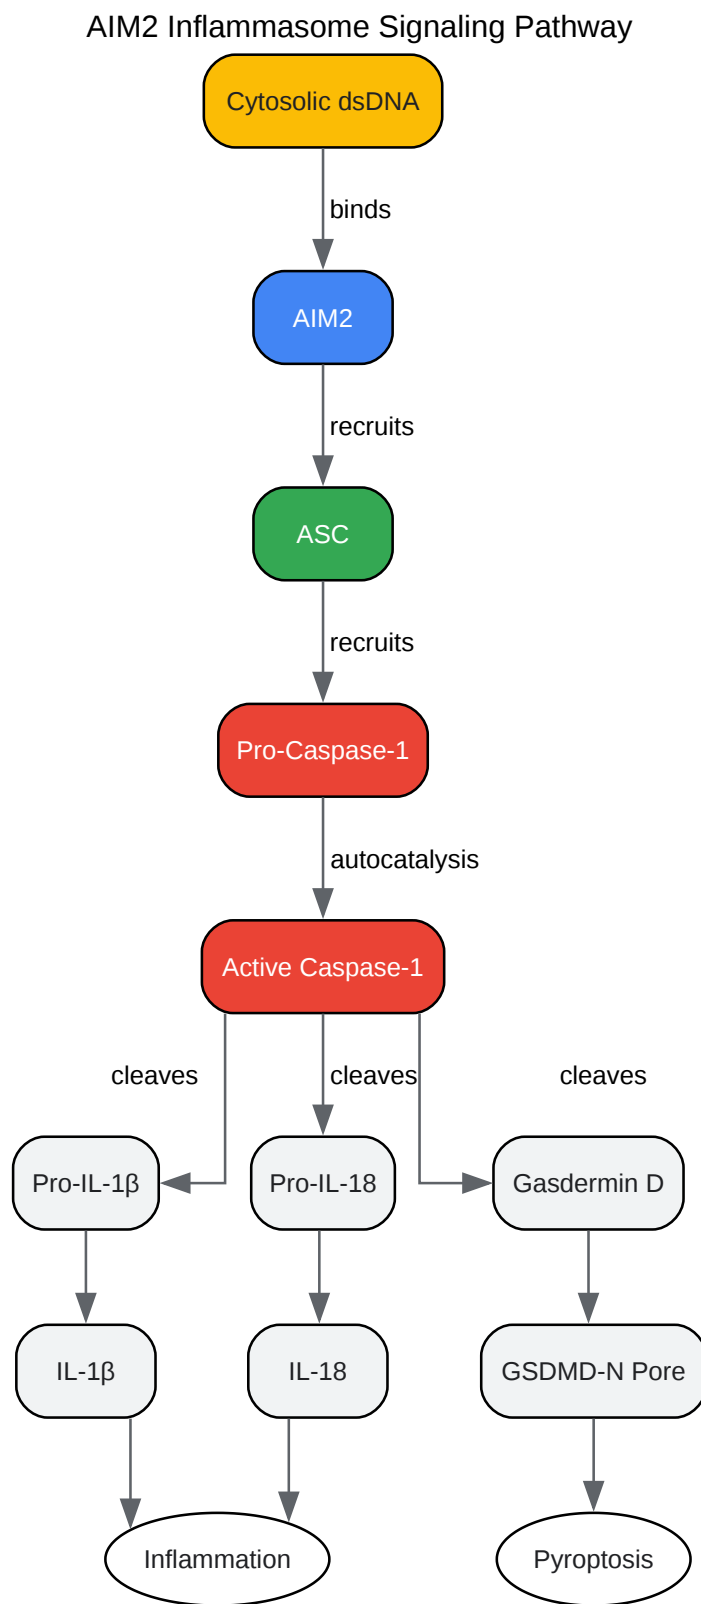 AIM2 Inflammasome Signaling Pathway
Cytosolic dsDNA
binds
AIM2
recruits
ASC
recruits
Pro-Caspase-1
autocatalysis
Active Caspase-1
cleaves
cleaves
cleaves
Pro-IL-1β
Pro-IL-18
Gasdermin D
IL-1β
IL-18
GSDMD-N Pore
Inflammation
Pyroptosis